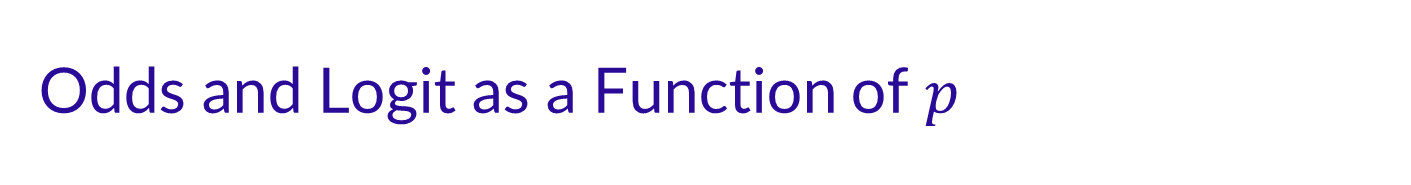 Odds and Logit as a Function of p